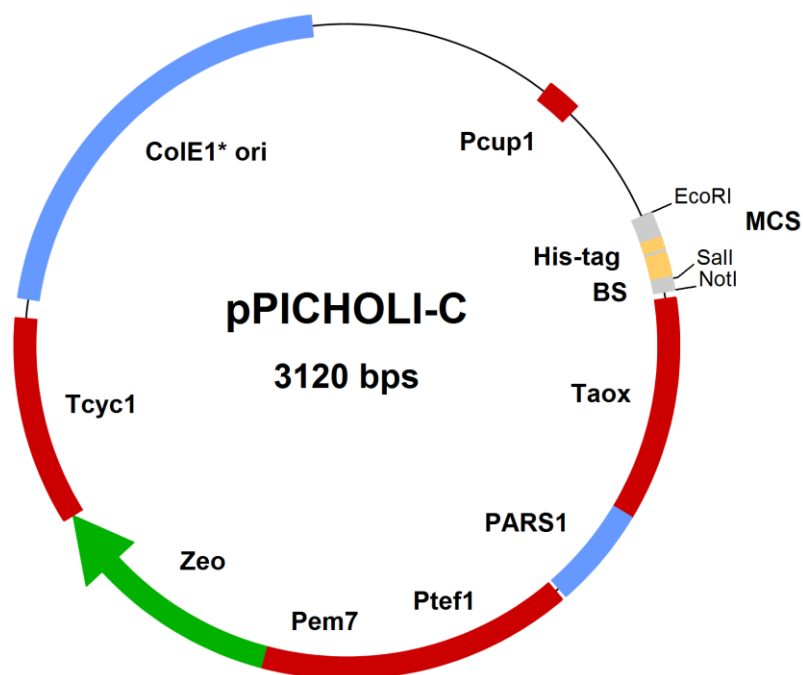 ColE1* ori
Pcup1
EcoRI
MCS
His-tag
SalI
BS
NotI
pPICHOLI-C
3120 bps
Tcyc1
Taox
PARS1
Zeo
Ptef1
Pem7